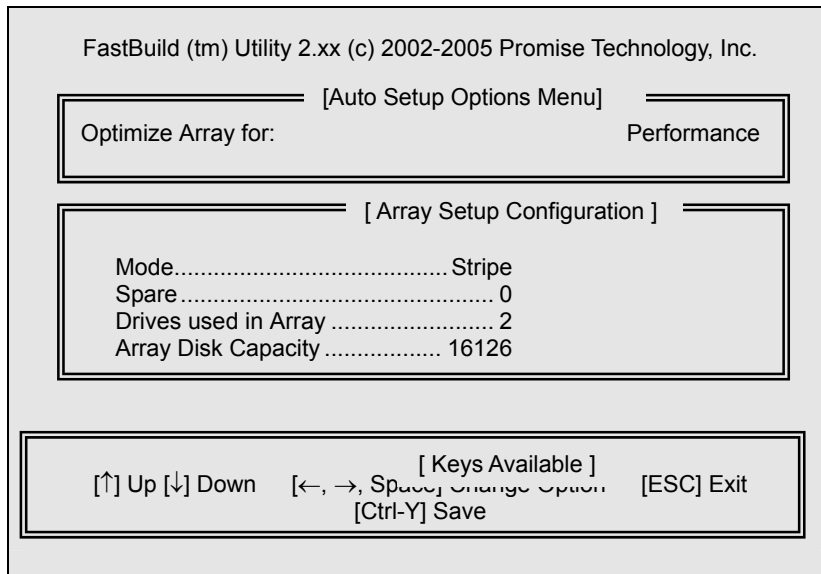 FastBuild (tm) Utility 2.xx (c) 2002-2005 Promise Technology, Inc.
[Auto Setup Options Menu]
Optimize Array for: Performance
[ Array Setup Configuration ]
Mode........................................Stripe
Spare............................................. 0
Drives used in Array ........................ 2
Array Disk Capacity ................. 16126
[ Keys Available ]
[↑] Up [↓] Down [←, →, Space] Change Option [ESC] Exit
[Ctrl-Y] Save